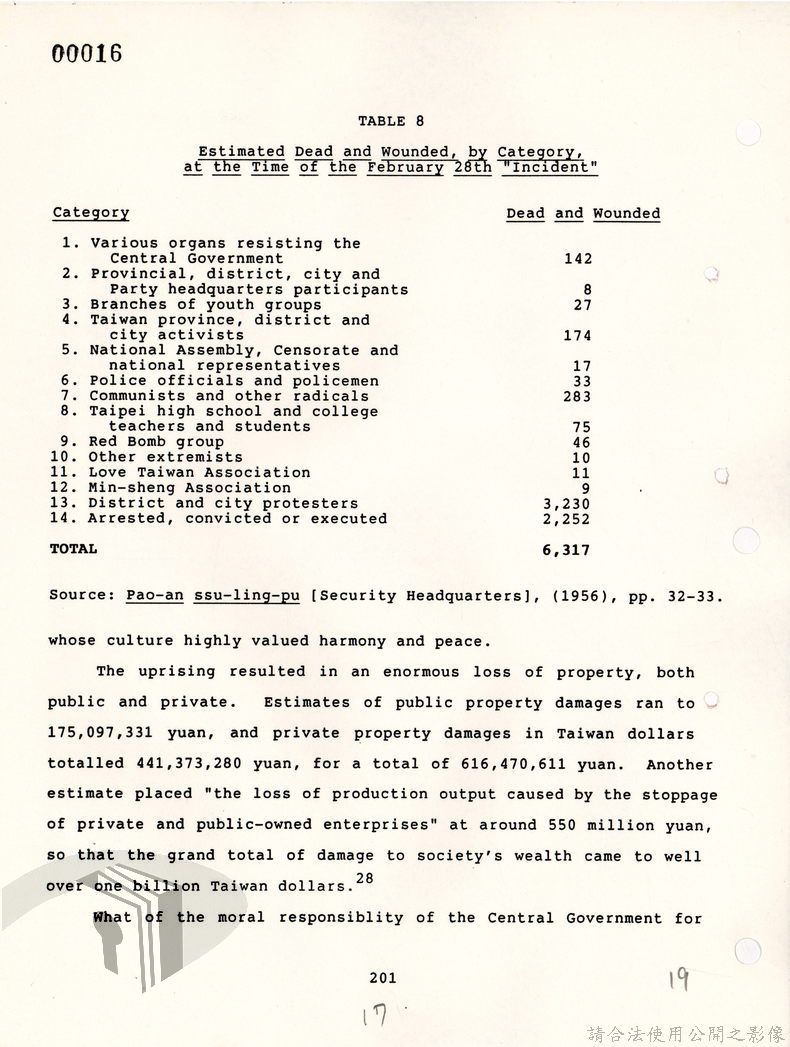 00016
TABLE 8
Estimated Dead and Wounded, by Category,
at the Time of the February 28th "Incident"
Category Dead and Wounded
1. Various organs resisting the
Central Government 142
2. Provincial, district, city and
Party headquarters participants 8
3. Branches of youth groups 27
4. Taiwan province, district and
city activists 174
5. National Assembly, Censorate and
national representatives 17
6. Police officials and policemen 33
7. Communists and other radicals 283
8. Taipei high school and college
teachers and students 75
9. Red Bomb group 46
10. Other extremists 10
11. Love Taiwan Association 11
12. Min-sheng Association 9
13. District and city protesters 3,230
14. Arrested, convicted or executed 2,252
TOTAL 6,317
Source: Pao-an ssu-ling-pu [Security Headquarters], (1956), pp. 32-33.
whose culture highly valued harmony and peace.
The uprising resulted in an enormous loss of property, both
public and private. Estimates of public property damages ran to
175,097,331 yuan, and private property damages in Taiwan dollars
totalled 441,373,280 yuan, for a total of 616,470,611 yuan. Another
estimate placed "the loss of production output caused by the stoppage
of private and public-owned enterprises" at around 550 million yuan,
so that the grand total of damage to society's wealth came to well
over one billion Taiwan dollars.28
What of the moral responsiblity of the Central Government for
201
19
17
請合法使用公開之影像